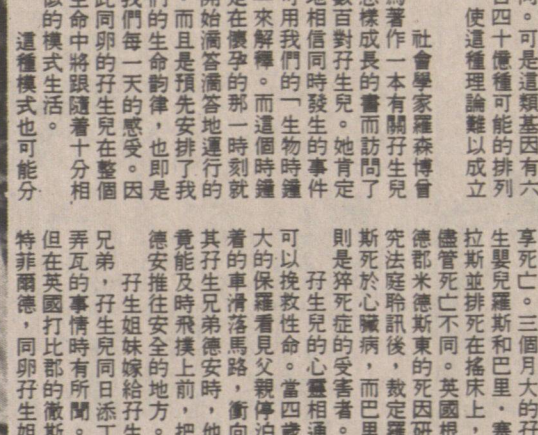 可是這類基因有六
百四十億種可能的排列
使這種理論難以成立
社會學家羅森博曾
為著作一本有關孖生兒
怎樣成長的書而訪問了
數百對孖生兒。她肯定
地相信同時發生的事件
可用我們的「生物時鐘
來解釋。而這個時鐘
是在懷孕的那一時刻就
開始滴答滴答地運行的
。而且是預先安排了我
們的生命韻律，也即是
我們每一天的感受。因
此同卵的孖生兒在整個
生命中將跟隨着十分相
似的模式生活。
這種模式也可能分
享死亡。三個月大的孖
生嬰兒羅斯和巴里·塞
拉斯並排死在搖床上，
儘管死亡不同。英國根
德郡米德斯東的死因研
究法庭聆訊後，裁定羅
斯死於心臟病，而巴里
則是猝死症的受害者。
孖生兒的心靈相通
可以挽救性命。當四歲
大的保羅看見父親停泊
着的車滑落馬路，衝向
其孖生兄弟德安時，他
竟能及時飛撲上前，把
德安推往安全的地方。
孖生姐妹嫁給孖生
兄弟，孖生兒同日添丁
弄瓦的事情時有所聞。
但在英國打比郡的徹斯
特菲爾德，同卵孖生姐